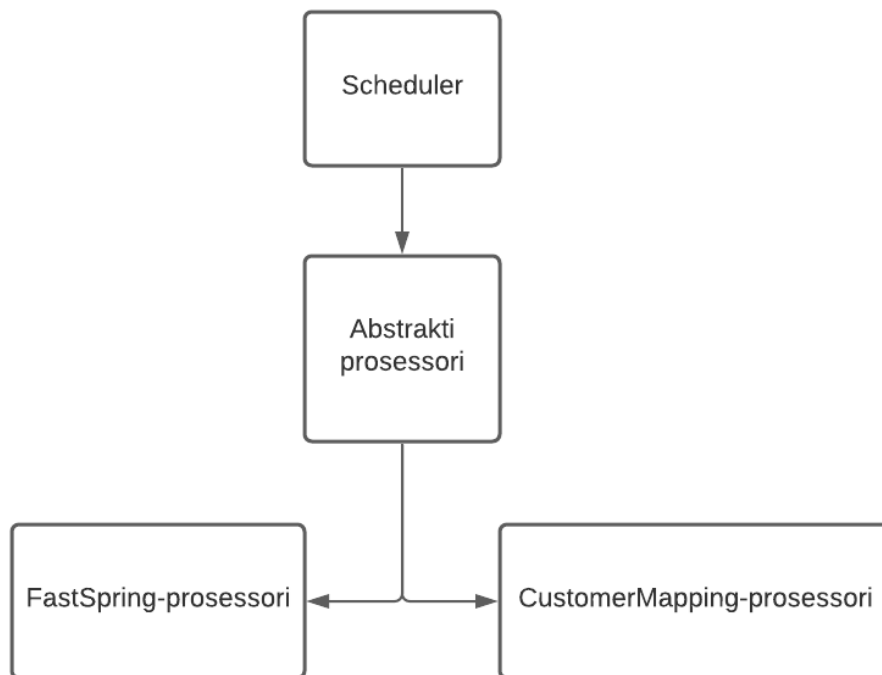 Scheduler
Abstrakti
prosessori
FastSpring-prosessori
CustomerMapping-prosessori